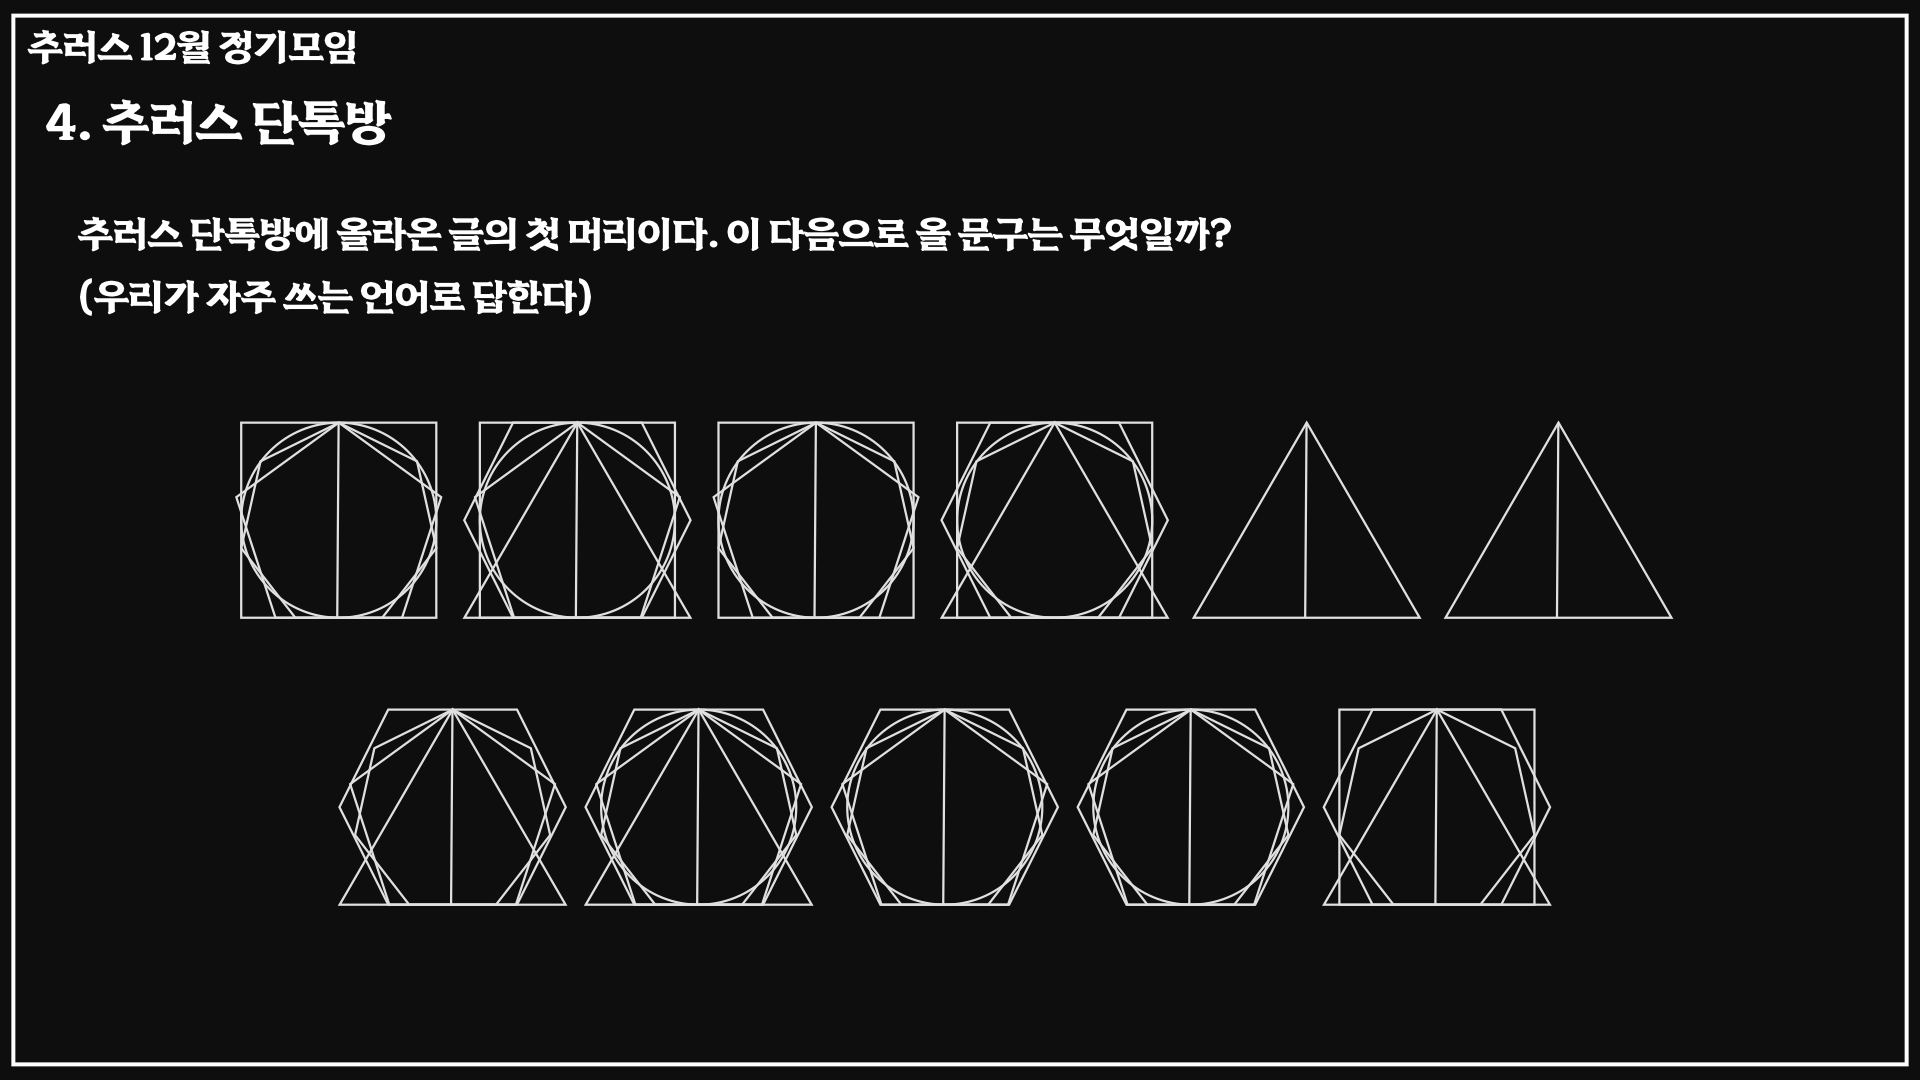 추러스 12월 정기모임
4. 추러스 단톡방
추러스 단톡방에 올라온 글의 첫 머리이다. 이 다음으로 올 문구는 무엇일까?
(우리가 자주 쓰는 언어로 답한다)